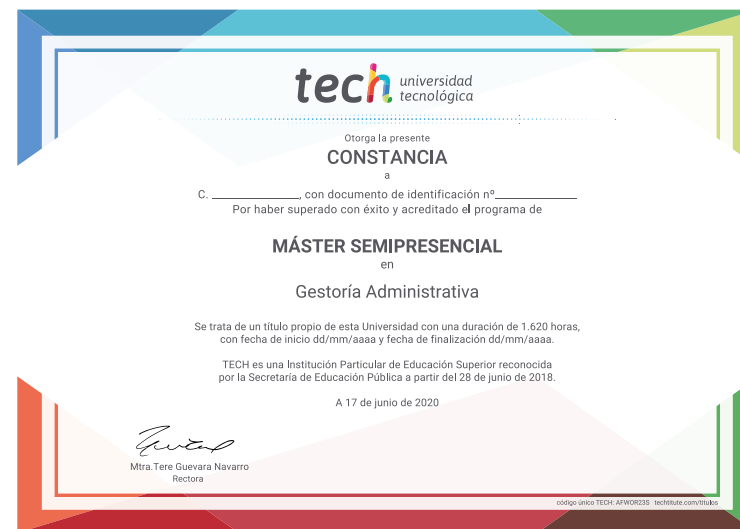 tech universidad
tecnológica
Otorga la presente
CONSTANCIA
a
C. ______________, con documento de identificación nº_____________
Por haber superado con éxito y acreditado el programa de
MÁSTER SEMIPRESENCIAL
en
Gestoría Administrativa
Se trata de un título propio de esta Universidad con una duración de 1.620 horas,
con fecha de inicio dd/mm/aaaa y fecha de finalización dd/mm/aaaa.
TECH es una Institución Particular de Educación Superior reconocida
por la Secretaría de Educación Pública a partir del 28 de junio de 2018.
A 17 de junio de 2020
Mtra.Tere Guevara Navarro
Rectora
código único TECH: AFWOR23S techtitute.com/titulos